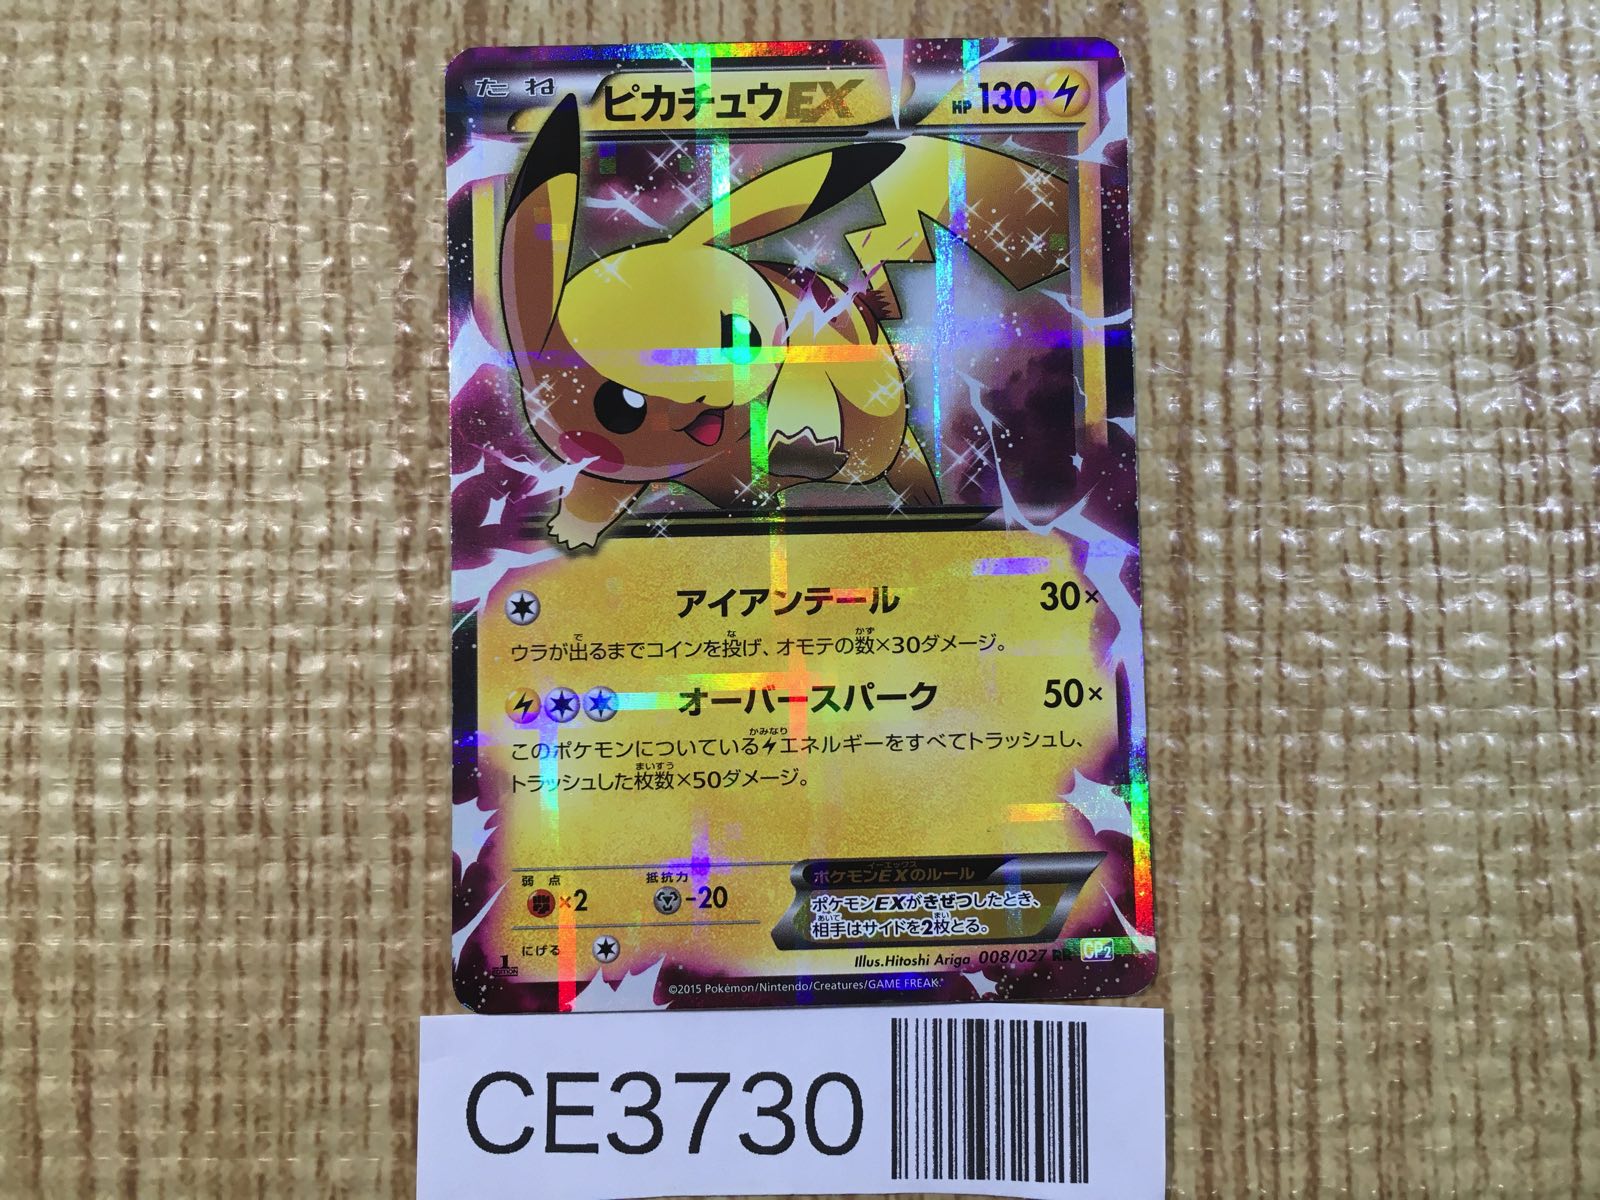 たね
ピカチュウEX
HP130
アイアンテール 30×
ウラが出るまでコインを投げ、オモテの数×30ダメージ。
オーバースパーク 50×
このポケモンについているエネルギーをすべてトラッシュし、
トラッシュした枚数×50ダメージ。
弱点 抵抗力
×2 -20
ポケモンEXのルール
ポケモンEXがきぜつしたとき、
相手はサイドを2枚とる。
にげる
1 EDITION
Illus.Hitoshi Ariga 008/027 RR CP2
©2015 Pokémon/Nintendo/Creatures/GAME FREAK.
CE3730